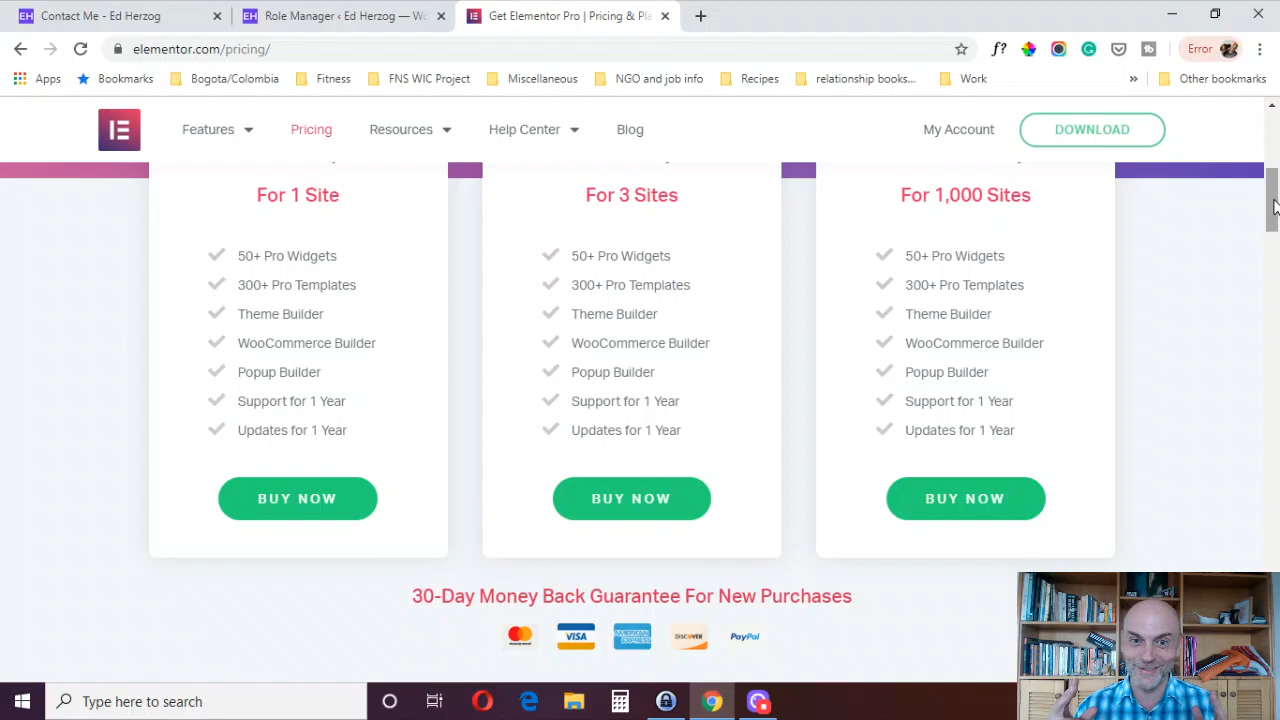 Contact Me - Ed Herzog
Role Manager ‹ Ed Herzog — Wo
Get Elementor Pro | Pricing & Pla
elementor.com/pricing/
f?
Error
Apps
Bookmarks
Bogota/Colombia
Fitness
FNS WIC Project
Miscellaneous
NGO and job info
Recipes
relationship books...
Work
»
Other bookmarks
Features
Pricing
Resources
Help Center
Blog
My Account
DOWNLOAD
For 1 Site
50+ Pro Widgets
300+ Pro Templates
Theme Builder
WooCommerce Builder
Popup Builder
Support for 1 Year
Updates for 1 Year
BUY NOW
For 3 Sites
50+ Pro Widgets
300+ Pro Templates
Theme Builder
WooCommerce Builder
Popup Builder
Support for 1 Year
Updates for 1 Year
BUY NOW
For 1,000 Sites
50+ Pro Widgets
300+ Pro Templates
Theme Builder
WooCommerce Builder
Popup Builder
Support for 1 Year
Updates for 1 Year
BUY NOW
30-Day Money Back Guarantee For New Purchases
VISA
AMERICAN EXPRESS
DISCOVER
PayPal
Type here to search